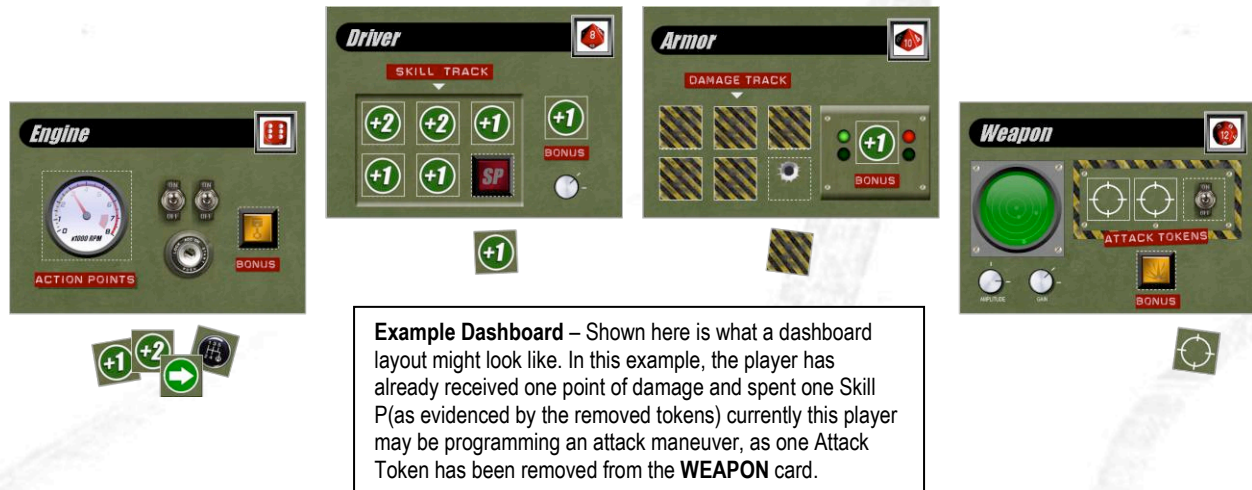 Driver
8
SKILL TRACK
+2
+2
+1
+1
BONUS
+1
+1
SP
+1
Armor
10
DAMAGE TRACK
+1
BONUS
Engine
0
7
8
x1000 RPM
ACTION POINTS
ON
ON
OFF
OFF
BONUS
+1
+2
Weapon
12
ON
OFF
ATTACK TOKENS
AMPLITUDE
GAIN
BONUS
Example Dashboard – Shown here is what a dashboard
layout might look like. In this example, the player has
already received one point of damage and spent one Skill
P(as evidenced by the removed tokens) currently this player
may be programming an attack maneuver, as one Attack
Token has been removed from the WEAPON card.